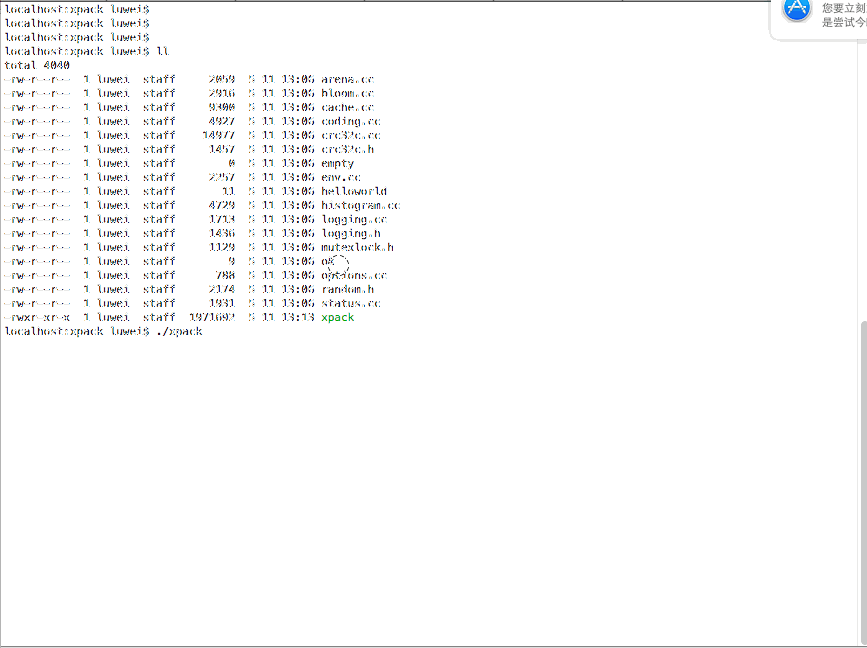 localhost:xpack luwei$
localhost:xpack luwei$
localhost:xpack luwei$
localhost:xpack luwei$ ll
total 4040
-rw-r--r-- 1 luwei staff 2059 5 11 13:06 arena.cc
-rw-r--r-- 1 luwei staff 2916 5 11 13:06 bloom.cc
-rw-r--r-- 1 luwei staff 9300 5 11 13:06 cache.cc
-rw-r--r-- 1 luwei staff 4927 5 11 13:06 coding.cc
-rw-r--r-- 1 luwei staff 14977 5 11 13:06 crc32c.cc
-rw-r--r-- 1 luwei staff 1457 5 11 13:06 crc32c.h
-rw-r--r-- 1 luwei staff 0 5 11 13:06 empty
-rw-r--r-- 1 luwei staff 2257 5 11 13:06 env.cc
-rw-r--r-- 1 luwei staff 11 5 11 13:06 helloworld
-rw-r--r-- 1 luwei staff 4729 5 11 13:06 histogram.cc
-rw-r--r-- 1 luwei staff 1713 5 11 13:06 logging.cc
-rw-r--r-- 1 luwei staff 1436 5 11 13:06 logging.h
-rw-r--r-- 1 luwei staff 1129 5 11 13:06 mutexlock.h
-rw-r--r-- 1 luwei staff 9 5 11 13:06
-rw-r--r-- 1 luwei staff 788 5 11 13:06 options.cc
-rw-r--r-- 1 luwei staff 2174 5 11 13:06 random.h
-rw-r--r-- 1 luwei staff 1931 5 11 13:06 status.cc
-rwxr-xr-x 1 luwei staff 1971692 5 11 13:13 xpack
localhost:xpack luwei$ ./xpack
您要立刻
是尝试今